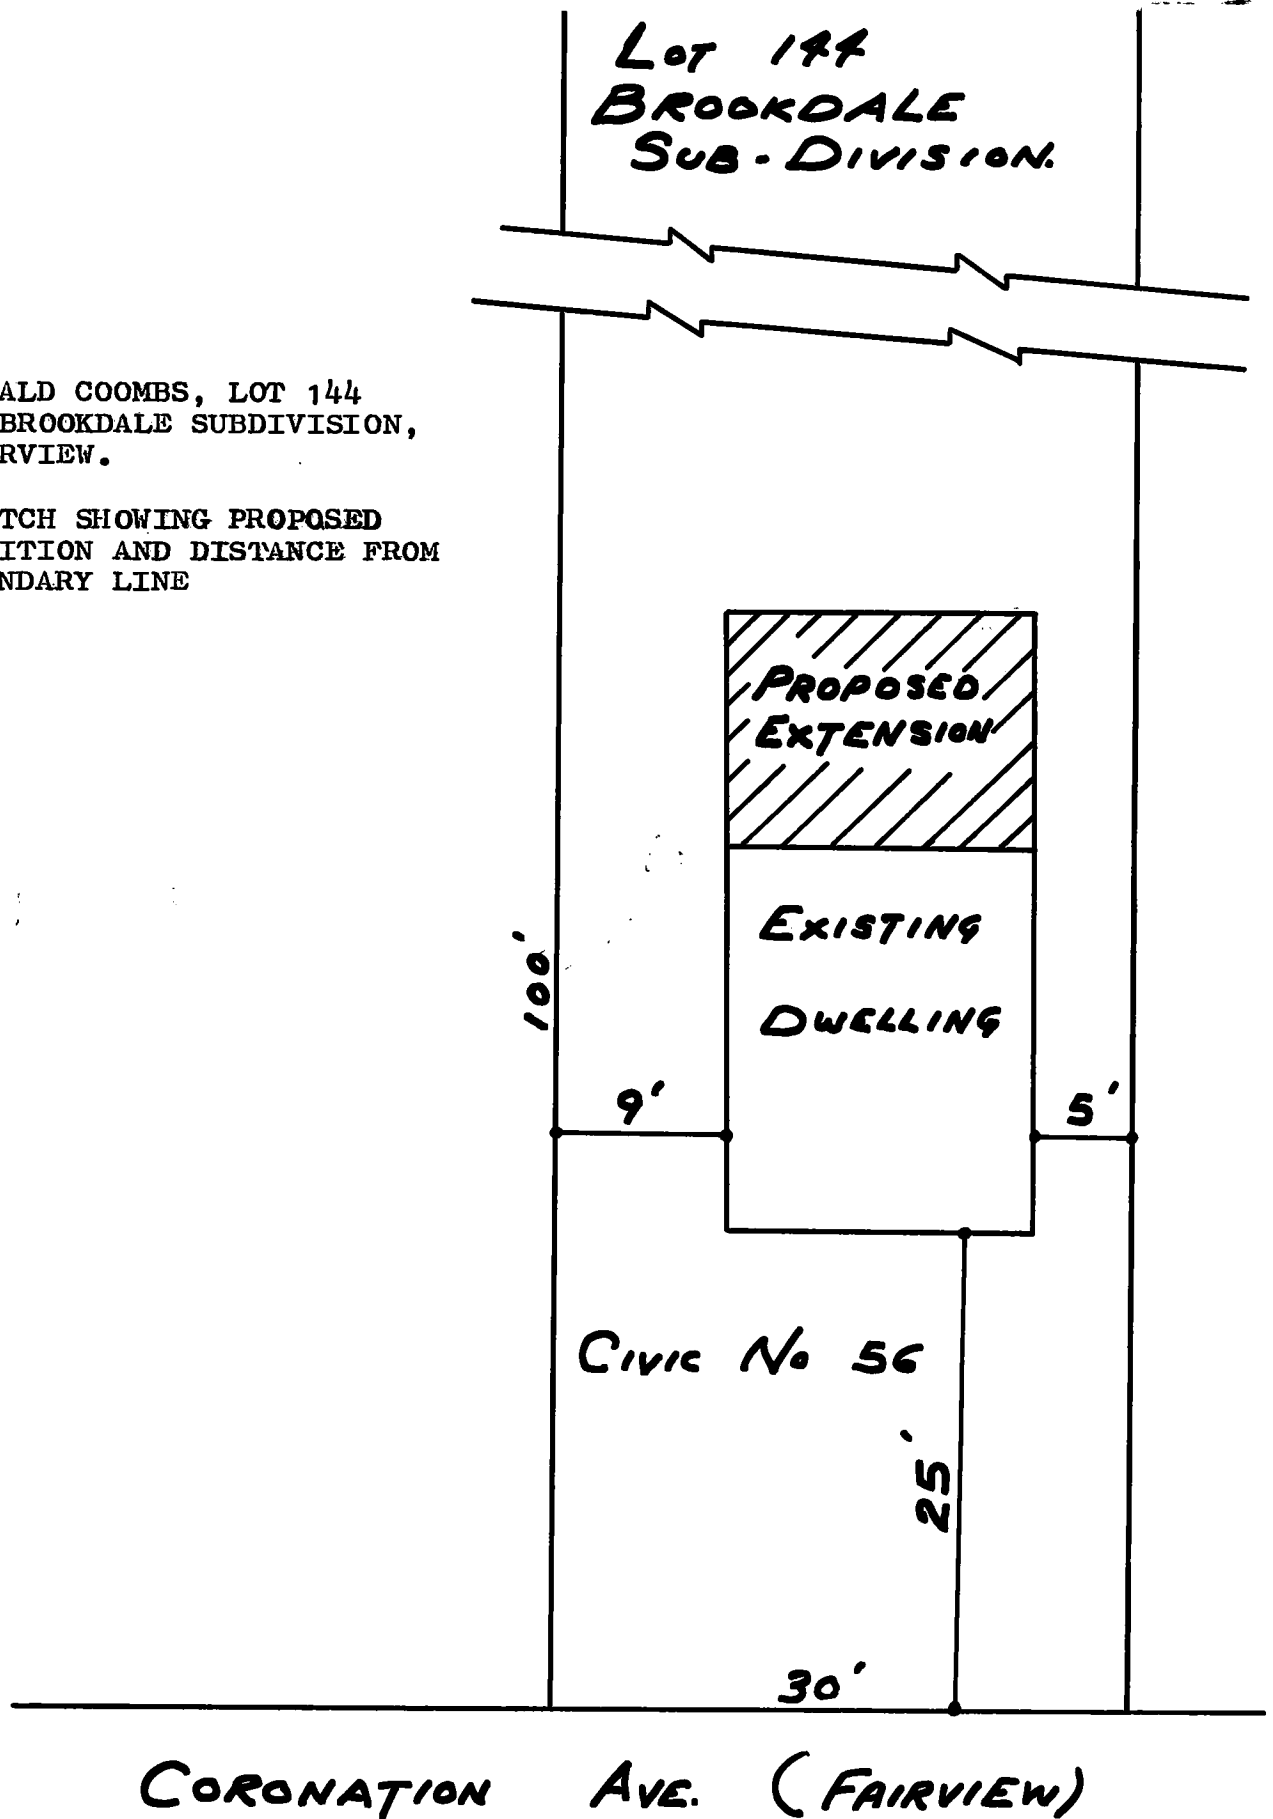 LOT 144
BROOKDALE
SUB-DIVISION.
ALD COOMBS, LOT 144
BROOKDALE SUBDIVISION,
RVIEW.
TCH SHOWING PROPOSED
ITION AND DISTANCE FROM
NDARY LINE
PROPOSED
EXTENSION
EXISTING
DWELLING
100'
9'
5'
CIVIC No 56
25'
30'
CORONATION AVE. (FAIRVIEW)